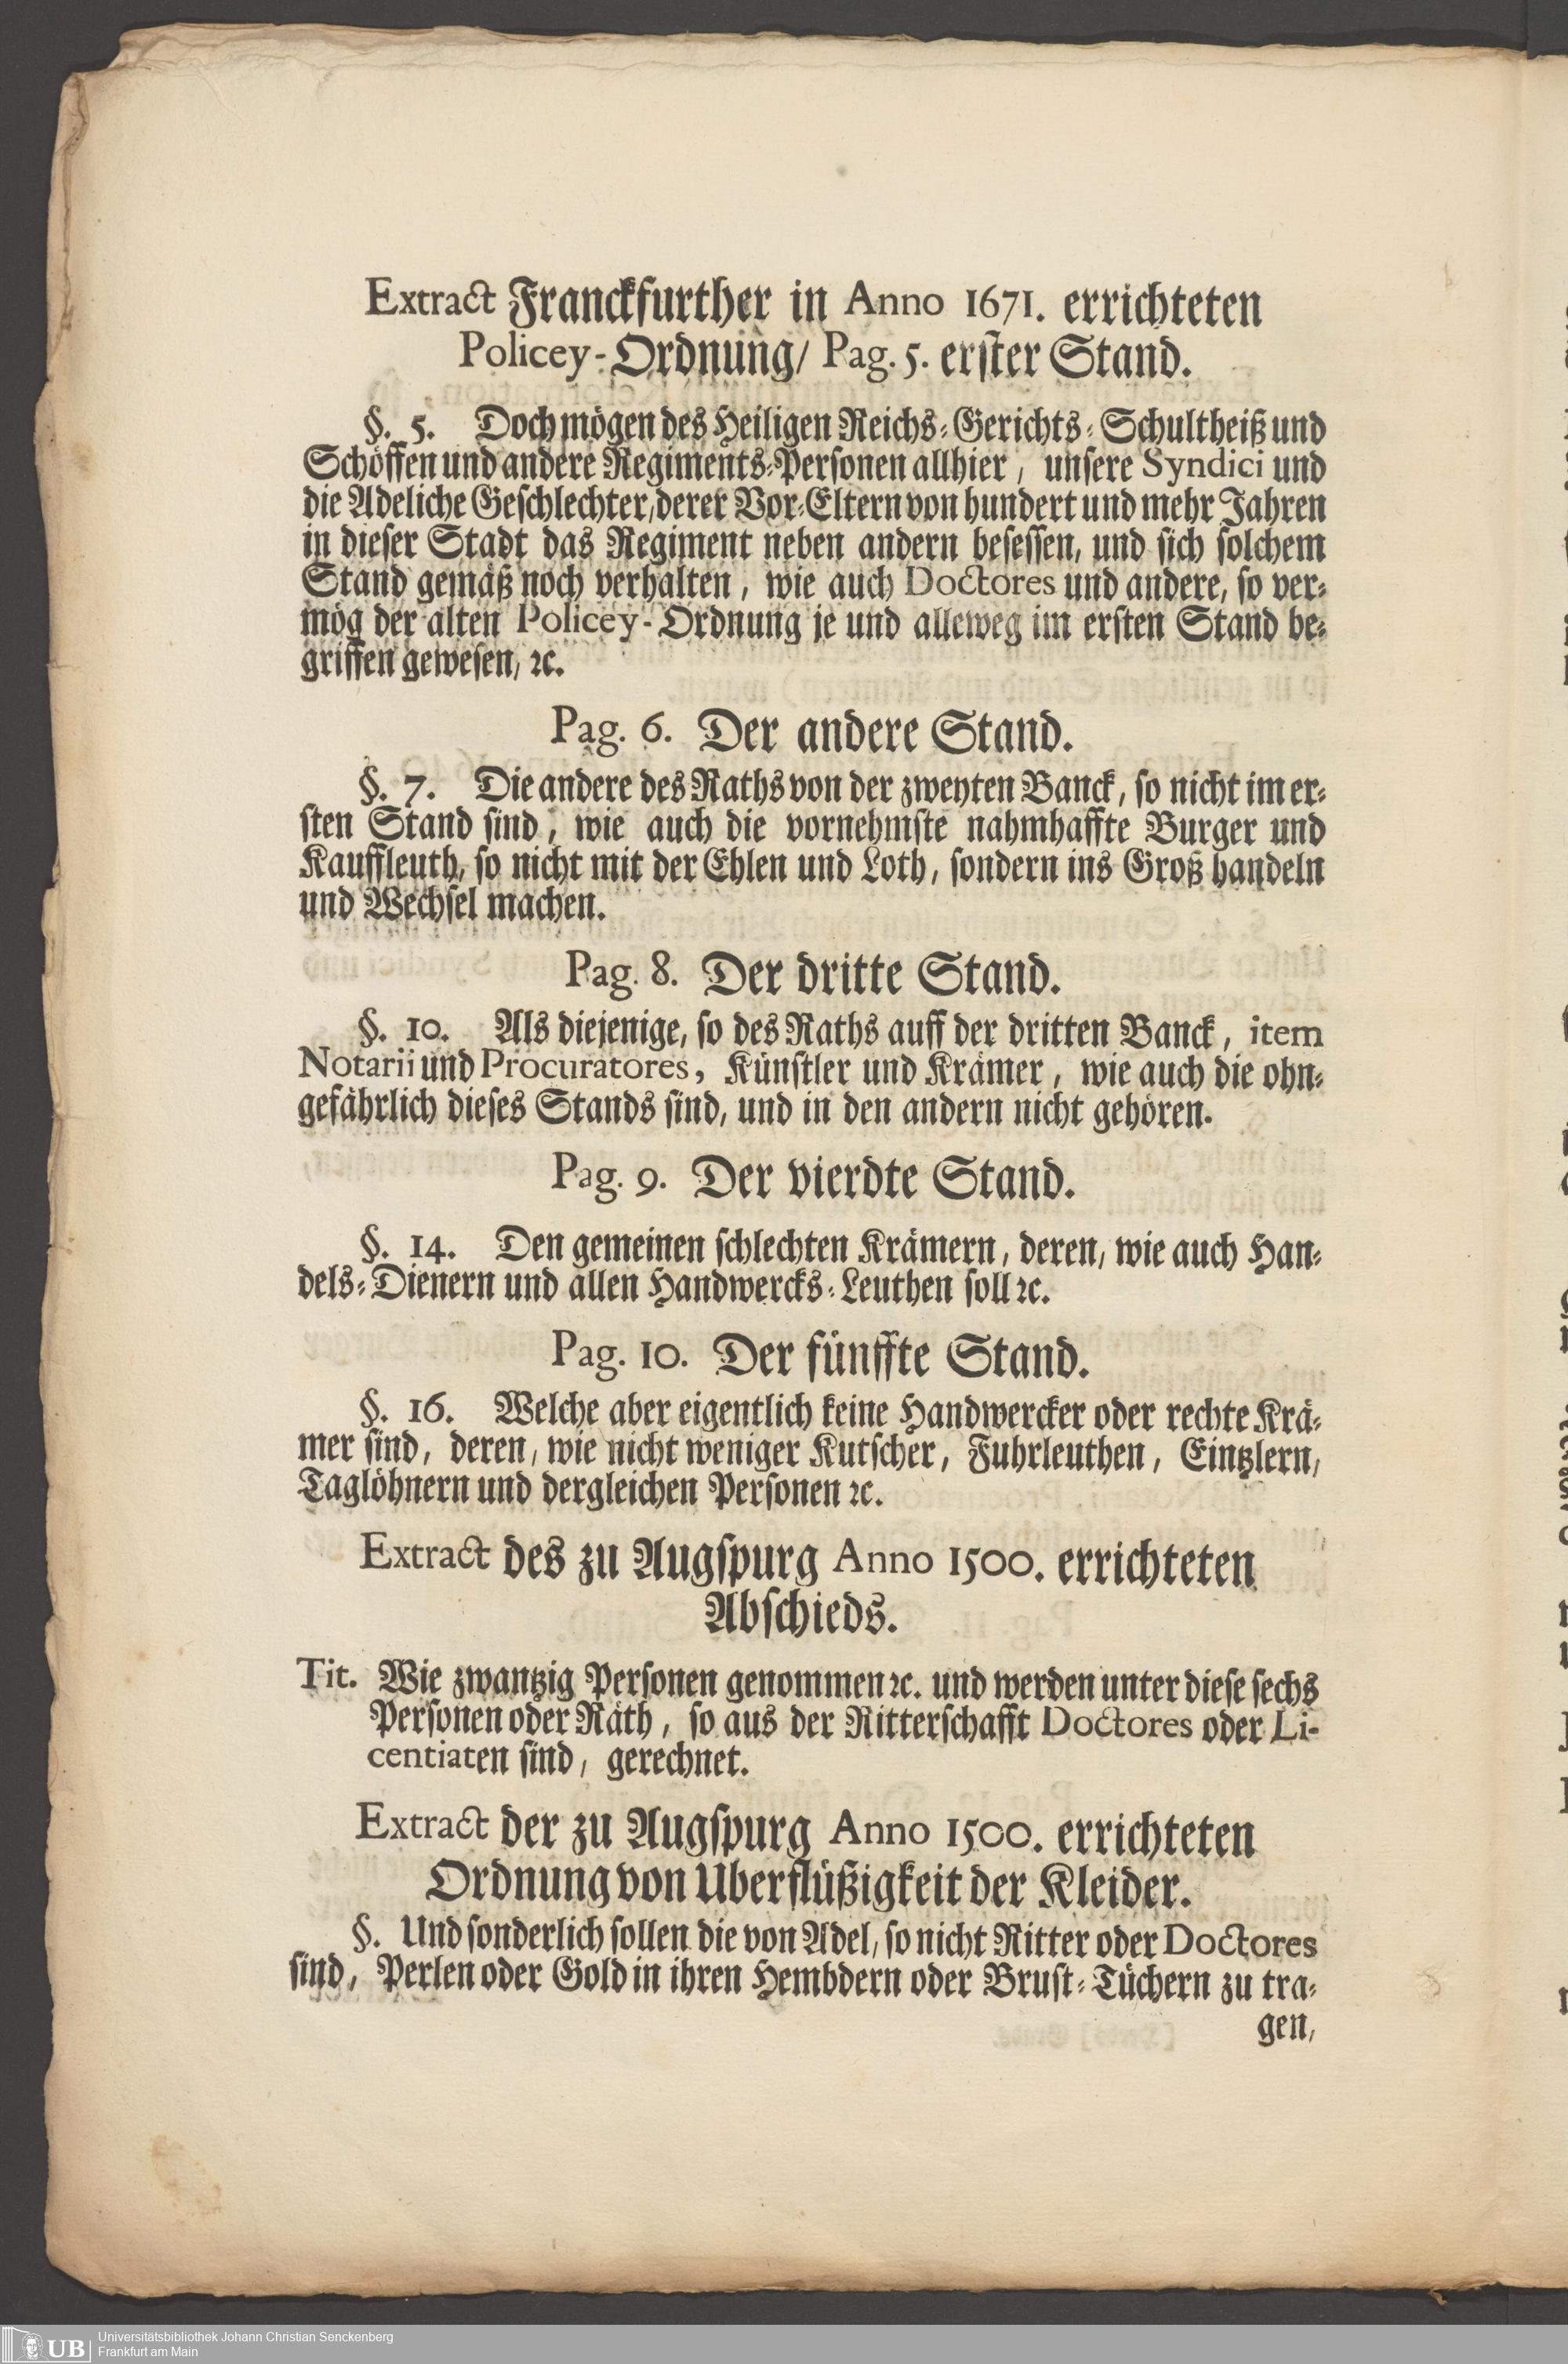 Extract Franckfurther in Anno 1671. errichteten
Policey-Ordnung/ Pag. 5. erster Stand.
§. 5. Doch mögen des Heiligen Reichs-Gerichts-Schultheiß und
Schöffen und andere Regiments-Personen allhier, unsere Syndici und
die Adeliche Geschlechter, derer Vor-Eltern von hundert und mehr Jahren
in dieser Stadt das Regiment neben andern besessen, und sich solchem
Stand gemäß noch verhalten, wie auch Doctores und andere, so ver-
mög der alten Policey-Ordnung je und alleweg im ersten Stand be-
griffen gewesen, ꝛc.
Pag. 6. Der andere Stand.
§. 7. Die andere des Raths von der zweyten Banck, so nicht im er-
sten Stand sind, wie auch die vornehmste nahmhaffte Burger und
Kauffleuth, so nicht mit der Ehlen und Loth, sondern ins Groß handeln
und Wechsel machen.
Pag. 8. Der dritte Stand.
§. 10. Als diejenige, so des Raths auff der dritten Banck, item
Notarii und Procuratores, Künstler und Krämer, wie auch die ohn-
gefährlich dieses Stands sind, und in den andern nicht gehören.
Pag. 9. Der vierdte Stand.
§. 14. Den gemeinen schlechten Krämern, deren, wie auch Han-
dels-Dienern und allen Handwercks-Leuthen soll ꝛc.
Pag. 10. Der fünffte Stand.
§. 16. Welche aber eigentlich keine Handwercker oder rechte Krä-
mer sind, deren, wie nicht weniger Kutscher, Fuhrleuthen, Eintzlern,
Taglöhnern und dergleichen Personen ꝛc.
Extract des zu Augspurg Anno 1500. errichteten
Abschieds.
Tit. Wie zwantzig Personen genommen ꝛc. und werden unter diese sechs
Personen oder Räth, so aus der Ritterschafft Doctores oder Li-
centiaten sind, gerechnet.
Extract der zu Augspurg Anno 1500. errichteten
Ordnung von Uberflüßigkeit der Kleider.
§. Und sonderlich sollen die von Adel, so nicht Ritter oder Doctores
sind, Perlen oder Gold in ihren Hembdern oder Brust-Tüchern zu tra-
gen,
UB Universitätsbibliothek Johann Christian Senckenberg
Frankfurt am Main